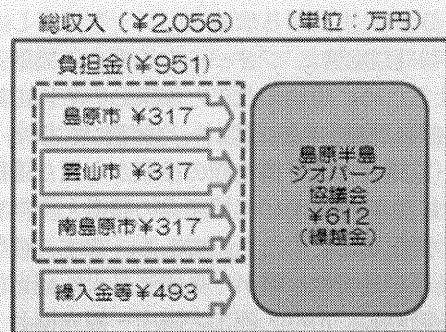 総収入（¥2,056） （単位：万円）
負担金(¥951)
島原市 ¥317
雲仙市 ¥317
南島原市¥317
繰入金等¥493
島原半島
ジオパーク
協議会
¥612
(繰越金)